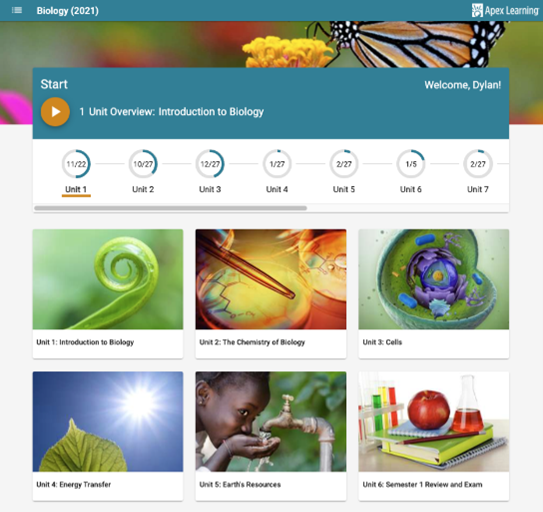 Biology (2021)
Apex Learning
Start
Welcome, Dylan!
1 Unit Overview: Introduction to Biology
11/22
10/27
12/27
1/27
2/27
1/5
2/27
Unit 1
Unit 2
Unit 3
Unit 4
Unit 5
Unit 6
Unit 7
Unit 1: Introduction to Biology
Unit 2: The Chemistry of Biology
Unit 3: Cells
Unit 4: Energy Transfer
Unit 5: Earth's Resources
Unit 6: Semester 1 Review and Exam